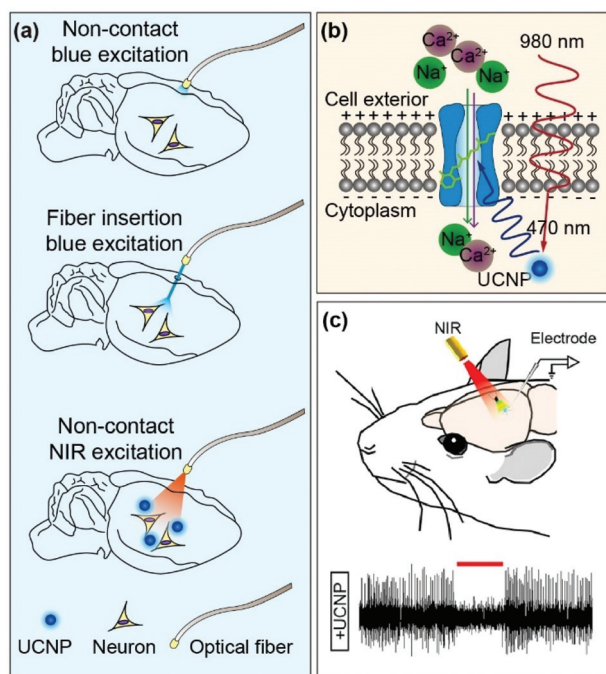 (a)
Non-contact
blue excitation
Fiber insertion
blue excitation
Non-contact
NIR excitation
UCNP Neuron Optical fiber
(b)
Ca²⁺
Ca²⁺
980 nm
Na⁺
Na⁺
Cell exterior
+ + + + + + + + + + + + + +
- - - - - - - - - -
Cytoplasm
470 nm
Na⁺
Ca²⁺
UCNP
(c)
NIR
Electrode
+UCNP